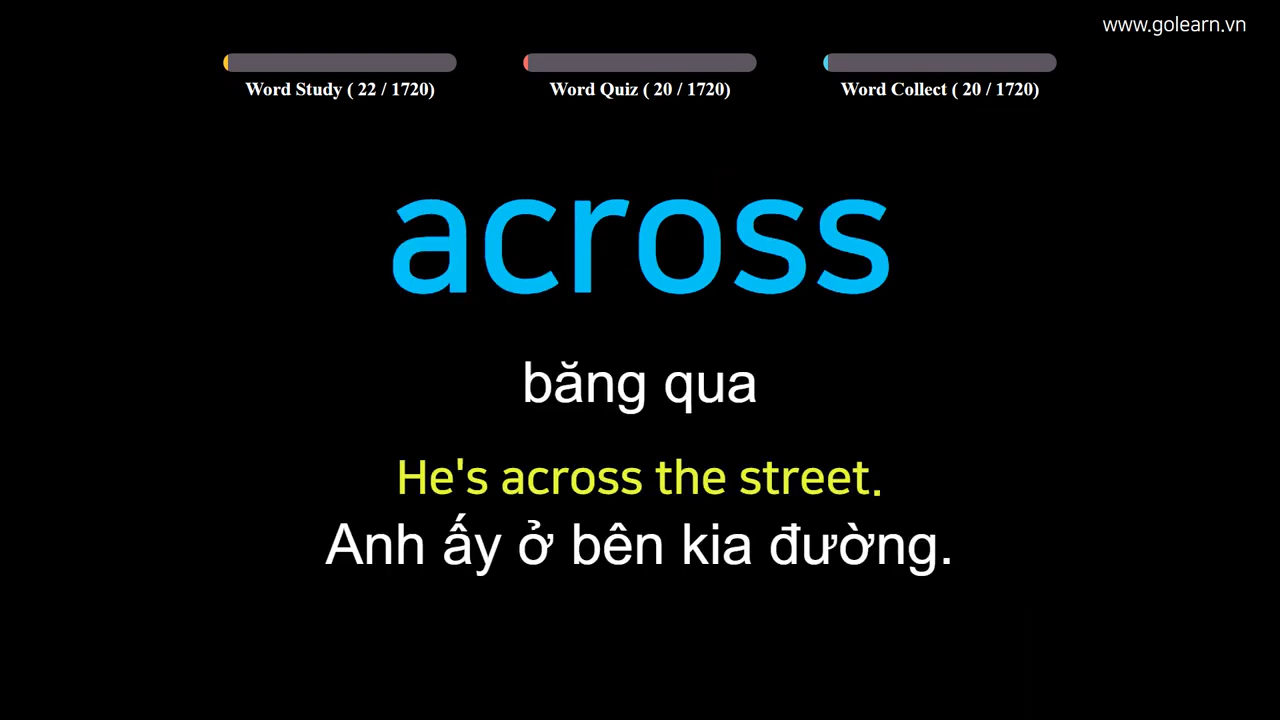 www.golearn.vn
Word Study ( 22 / 1720)
Word Quiz ( 20 / 1720)
Word Collect ( 20 / 1720)
across
băng qua
He's across the street.
Anh ấy ở bên kia đường.